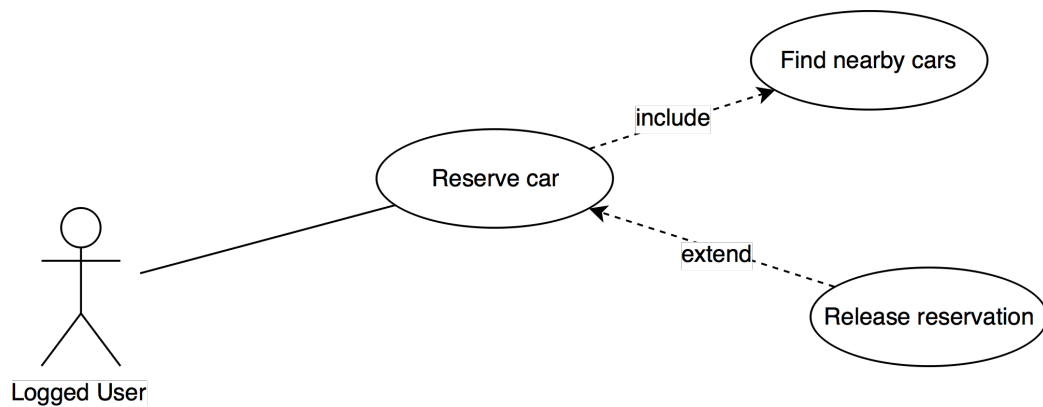 Find nearby cars
include
Reserve car
extend
Release reservation
Logged User